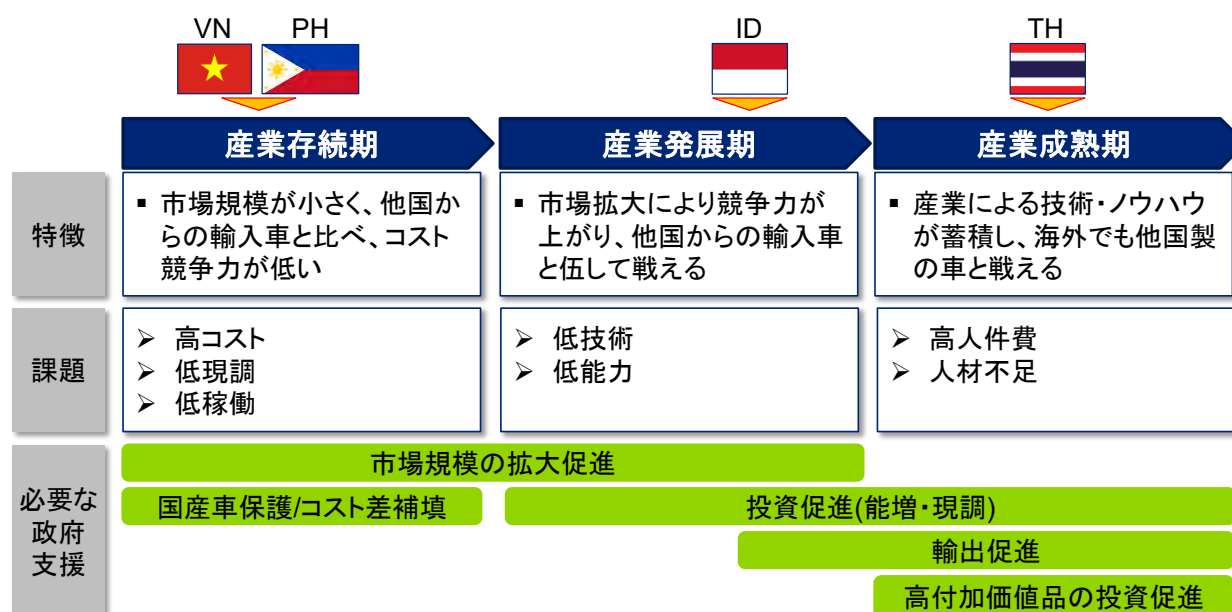 VN PH ID TH
産業存続期 産業発展期 産業成熟期
特徴
▪ 市場規模が小さく、他国か
らの輸入車と比べ、コスト
競争力が低い
▪ 市場拡大により競争力が
上がり、他国からの輸入車
と伍して戦える
▪ 産業による技術・ノウハウ
が蓄積し、海外でも他国製
の車と戦える
課題
➢ 高コスト
➢ 低現調
➢ 低稼働
➢ 低技術
➢ 低能力
➢ 高人件費
➢ 人材不足
必要な
政府
支援
市場規模の拡大促進
国産車保護/コスト差補填
投資促進(能増・現調)
輸出促進
高付加価値品の投資促進